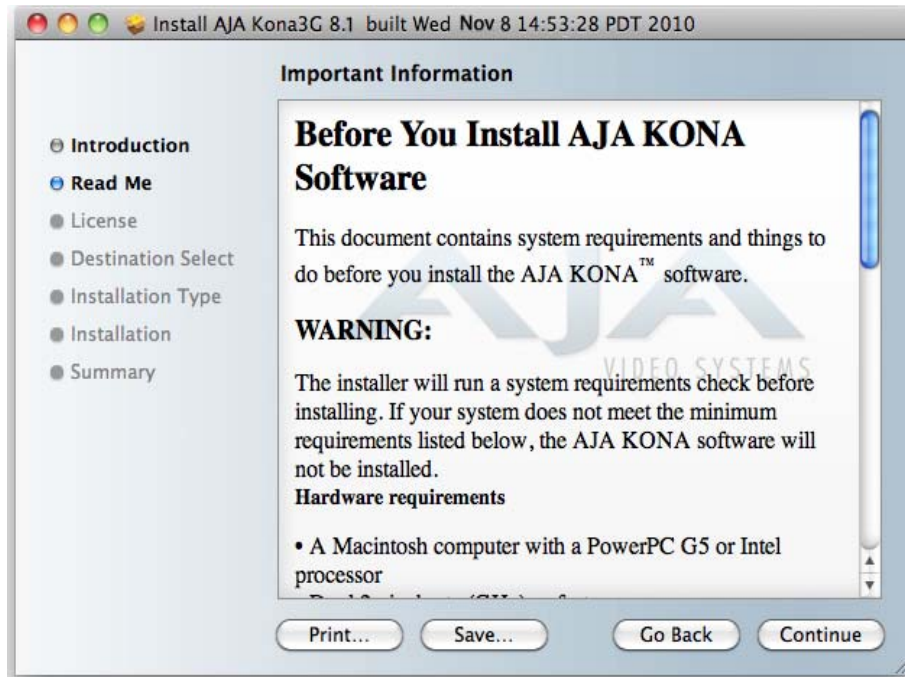 Install AJA Kona3G 8.1 built Wed Nov 8 14:53:28 PDT 2010
Important Information
Introduction
Read Me
License
Destination Select
Installation Type
Installation
Summary
Before You Install AJA KONA
Software
This document contains system requirements and things to
do before you install the AJA KONA™ software.
WARNING:
The installer will run a system requirements check before
installing. If your system does not meet the minimum
requirements listed below, the AJA KONA software will
not be installed.
Hardware requirements
• A Macintosh computer with a PowerPC G5 or Intel
processor
AJA
VIDEO SYSTEMS
Print...
Save...
Go Back
Continue